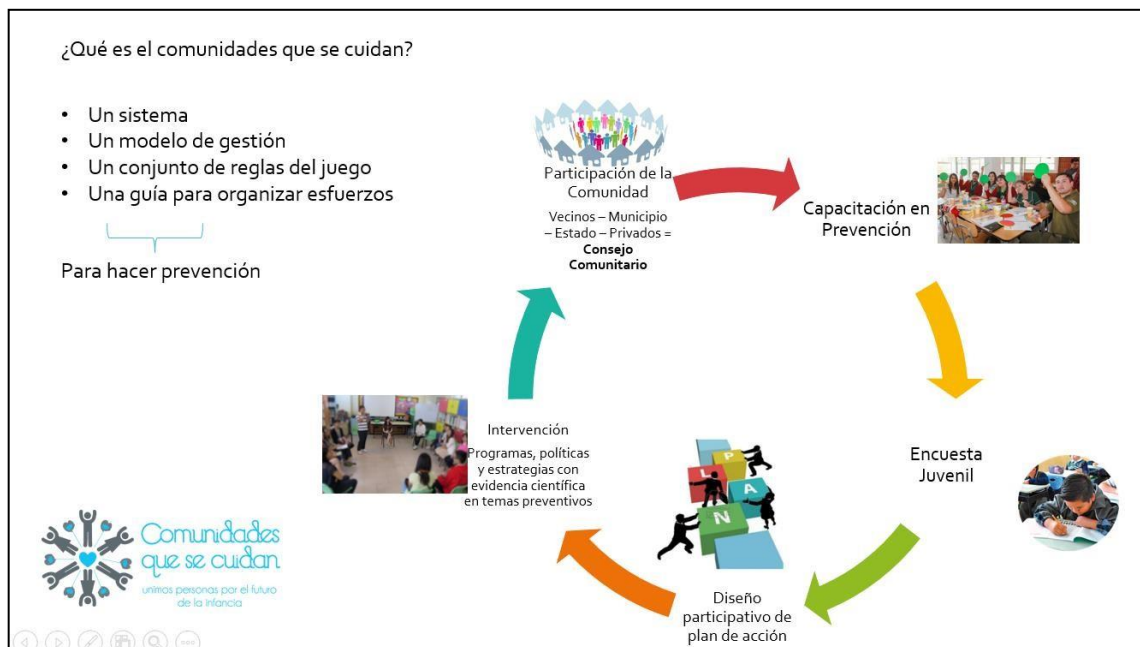 ¿Qué es el comunidades que se cuidan?
• Un sistema
• Un modelo de gestión
• Un conjunto de reglas del juego
• Una guía para organizar esfuerzos
Para hacer prevención
Participación de la
Comunidad
Vecinos – Municipio
– Estado – Privados =
Consejo
Comunitario
Capacitación en
Prevención
Encuesta
Juvenil
P
L
A
N
Diseño
participativo de
plan de acción
Intervención
Programas, políticas
y estrategias con
evidencia científica
en temas preventivos
Comunidades
que se cuidan
unimos personas por el futuro
de la infancia